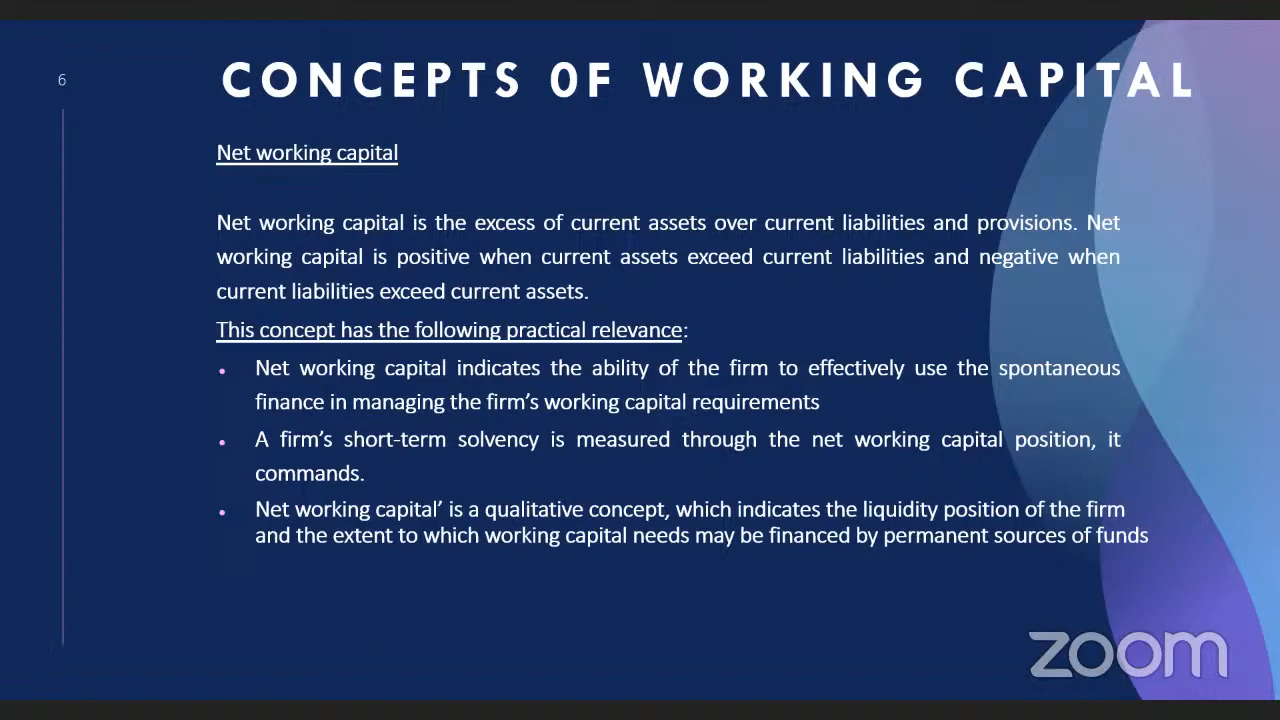 6
CONCEPTS 0F WORKING CAPITAL
Net working capital
Net working capital is the excess of current assets over current liabilities and provisions. Net
working capital is positive when current assets exceed current liabilities and negative when
current liabilities exceed current assets.
This concept has the following practical relevance:
• Net working capital indicates the ability of the firm to effectively use the spontaneous
finance in managing the firm’s working capital requirements
• A firm’s short-term solvency is measured through the net working capital position, it
commands.
• Net working capital’ is a qualitative concept, which indicates the liquidity position of the firm
and the extent to which working capital needs may be financed by permanent sources of funds
zoom